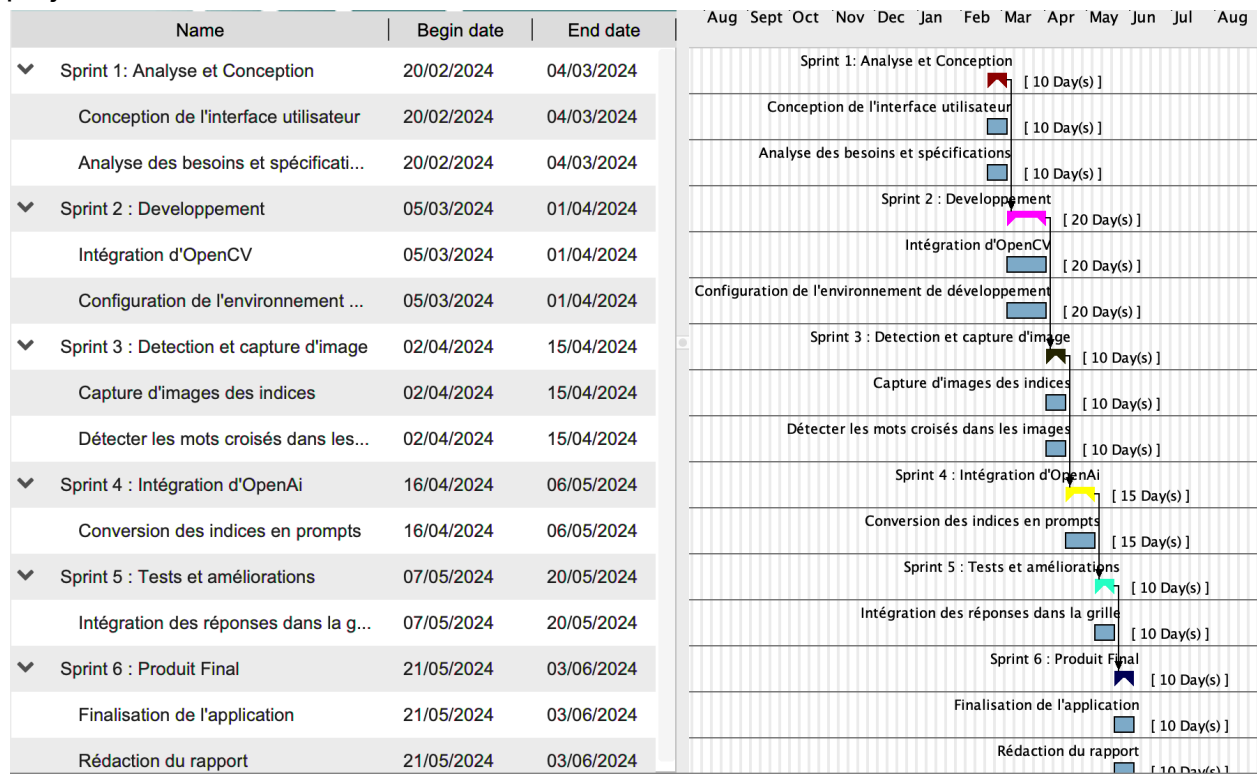 Name Begin date End date
Aug Sept Oct Nov Dec Jan Feb Mar Apr May Jun Jul Aug
Sprint 1: Analyse et Conception 20/02/2024 04/03/2024
Sprint 1: Analyse et Conception
[ 10 Day(s) ]
Conception de l'interface utilisateur 20/02/2024 04/03/2024
Conception de l'interface utilisateur
[ 10 Day(s) ]
Analyse des besoins et spécificati... 20/02/2024 04/03/2024
Analyse des besoins et spécifications
[ 10 Day(s) ]
Sprint 2 : Developpement 05/03/2024 01/04/2024
Sprint 2 : Developpement
[ 20 Day(s) ]
Intégration d'OpenCV 05/03/2024 01/04/2024
Intégration d'OpenCV
[ 20 Day(s) ]
Configuration de l'environnement ... 05/03/2024 01/04/2024
Configuration de l'environnement de développement
[ 20 Day(s) ]
Sprint 3 : Detection et capture d'image 02/04/2024 15/04/2024
Sprint 3 : Detection et capture d'image
[ 10 Day(s) ]
Capture d'images des indices 02/04/2024 15/04/2024
Capture d'images des indices
[ 10 Day(s) ]
Détecter les mots croisés dans les... 02/04/2024 15/04/2024
Détecter les mots croisés dans les images
[ 10 Day(s) ]
Sprint 4 : Intégration d'OpenAi 16/04/2024 06/05/2024
Sprint 4 : Intégration d'OpenAi
[ 15 Day(s) ]
Conversion des indices en prompts 16/04/2024 06/05/2024
Conversion des indices en prompts
[ 15 Day(s) ]
Sprint 5 : Tests et améliorations 07/05/2024 20/05/2024
Sprint 5 : Tests et améliorations
[ 10 Day(s) ]
Intégration des réponses dans la g... 07/05/2024 20/05/2024
Intégration des réponses dans la grille
[ 10 Day(s) ]
Sprint 6 : Produit Final 21/05/2024 03/06/2024
Sprint 6 : Produit Final
[ 10 Day(s) ]
Finalisation de l'application 21/05/2024 03/06/2024
Finalisation de l'application
[ 10 Day(s) ]
Rédaction du rapport 21/05/2024 03/06/2024
Rédaction du rapport
[ 10 Day(s) ]